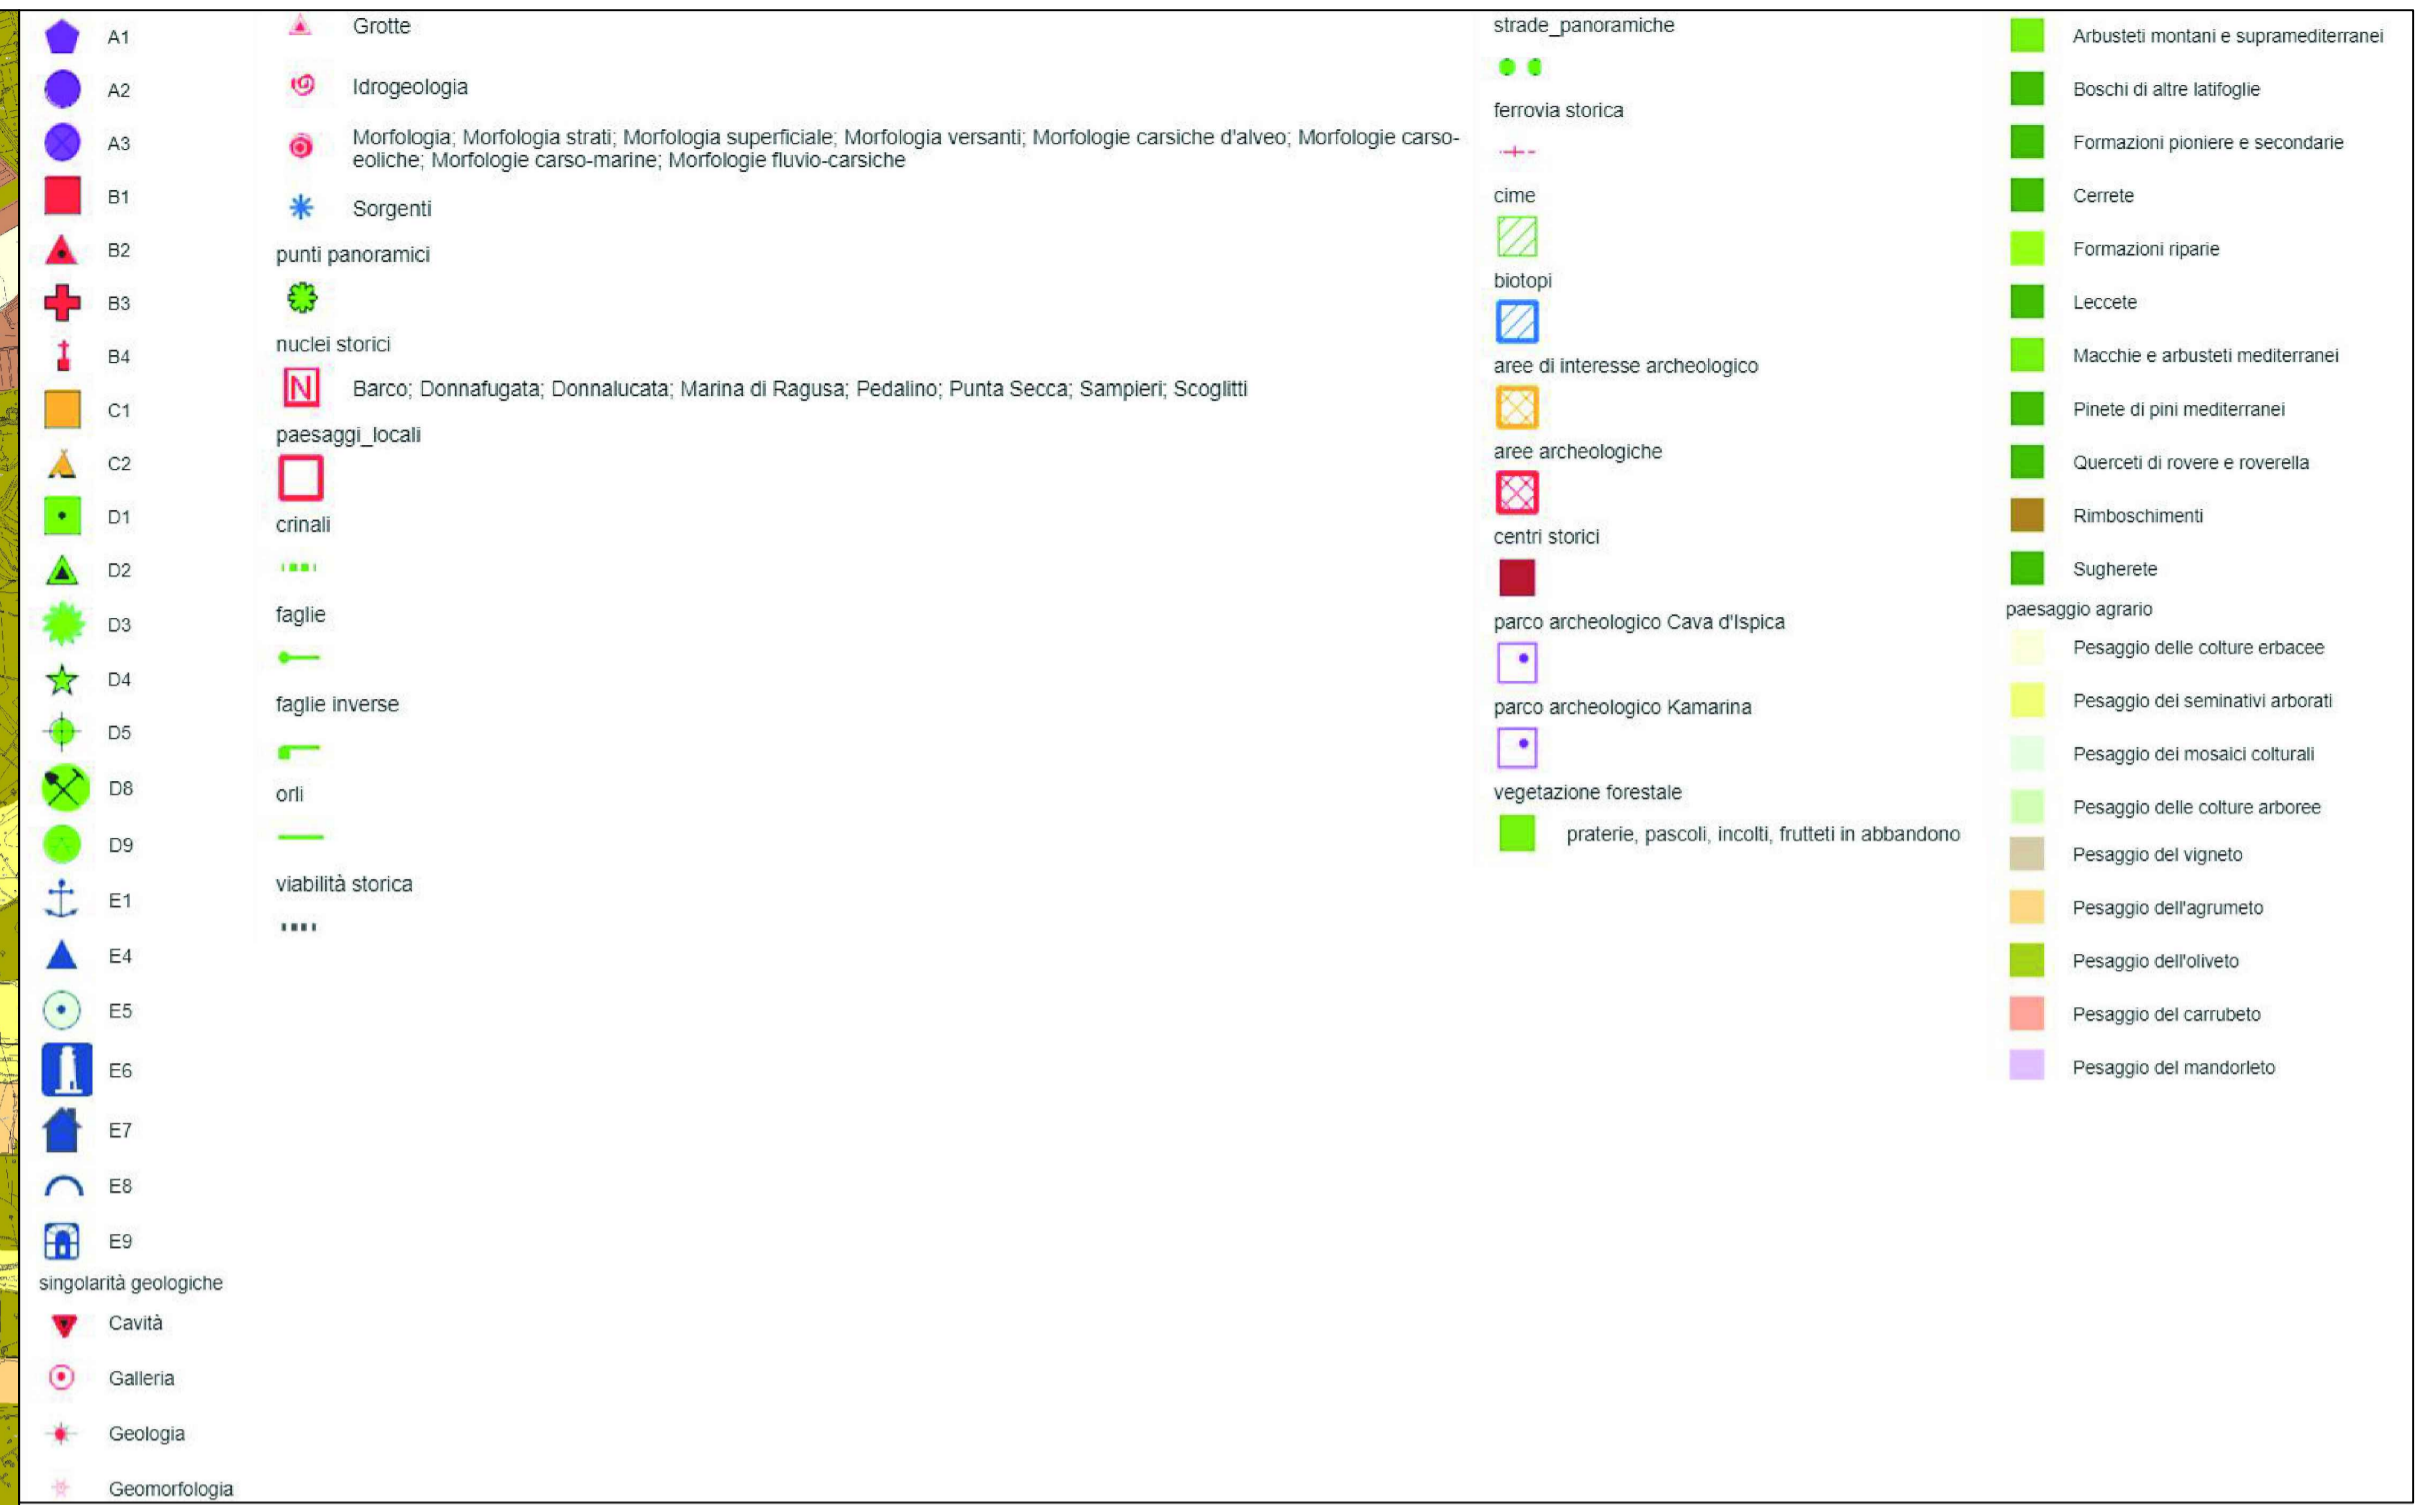 A1
A2
A3
B1
B2
B3
B4
C1
C2
D1
D2
D3
D4
D5
D8
D9
E1
E4
E5
E6
E7
E8
E9
singolarità geologiche
Cavità
Galleria
Geologia
Geomorfologia
Grotte
Idrogeologia
Morfologia; Morfologia strati; Morfologia superficiale; Morfologia versanti; Morfologie carsiche d'alveo; Morfologie carso-
eoliche; Morfologie carso-marine; Morfologie fluvio-carsiche
Sorgenti
punti panoramici
nuclei storici
N Barco; Donnafugata; Donnalucata; Marina di Ragusa; Pedalino; Punta Secca; Sampieri; Scoglitti
paesaggi_locali
crinali
faglie
faglie inverse
orli
viabilità storica
strade_panoramiche
ferrovia storica
cime
biotopi
aree di interesse archeologico
aree archeologiche
centri storici
parco archeologico Cava d'Ispica
parco archeologico Kamarina
vegetazione forestale
praterie, pascoli, incolti, frutteti in abbandono
Arbusteti montani e supramediterranei
Boschi di altre latifoglie
Formazioni pioniere e secondarie
Cerrete
Formazioni riparie
Leccete
Macchie e arbusteti mediterranei
Pinete di pini mediterranei
Querceti di rovere e roverella
Rimboschimenti
Sugherete
paesaggio agrario
Pesaggio delle colture erbacee
Pesaggio dei seminativi arborati
Pesaggio dei mosaici colturali
Pesaggio delle colture arboree
Pesaggio del vigneto
Pesaggio dell'agrumeto
Pesaggio dell'oliveto
Pesaggio del carrubeto
Pesaggio del mandorleto